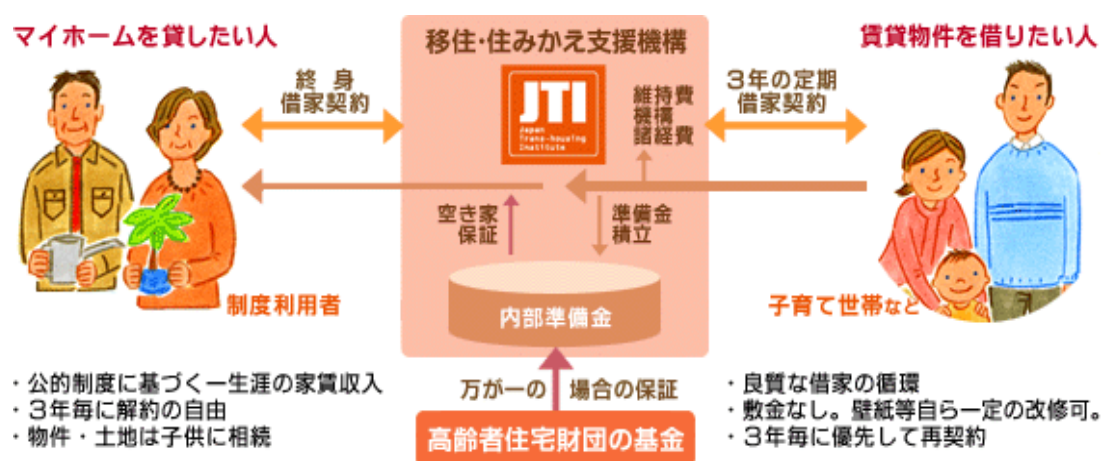 マイホームを貸したい人
移住・住みかえ支援機構
賃貸物件を借りたい人
終身
借家契約
JTI
Japan
Trans-housing
Institute
維持費
機構
諸経費
3年の定期
借家契約
空き家
保証
準備金
積立
制度利用者
内部準備金
子育て世帯など
・公的制度に基づく一生涯の家賃収入
・3年毎に解約の自由
・物件・土地は子供に相続
万が一の 場合の保証
高齢者住宅財団の基金
・良質な借家の循環
・敷金なし。壁紙等自ら一定の改修可。
・3年毎に優先して再契約